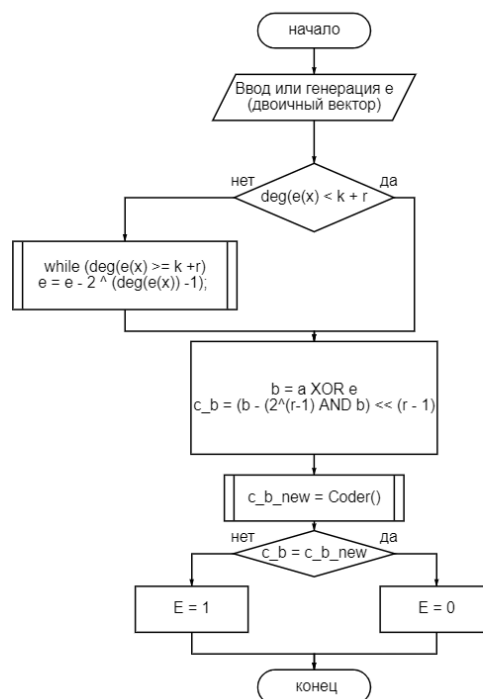 начало
Ввод или генерация e
(двоичный вектор)
нет
да
deg(e(x) < k + r
while (deg(e(x) >= k +r)
e = e - 2 ^ (deg(e(x)) -1);
b = a XOR e
c_b = (b - (2^(r-1) AND b) << (r - 1)
c_b_new = Coder()
нет
да
c_b = c_b_new
E = 1
E = 0
конец